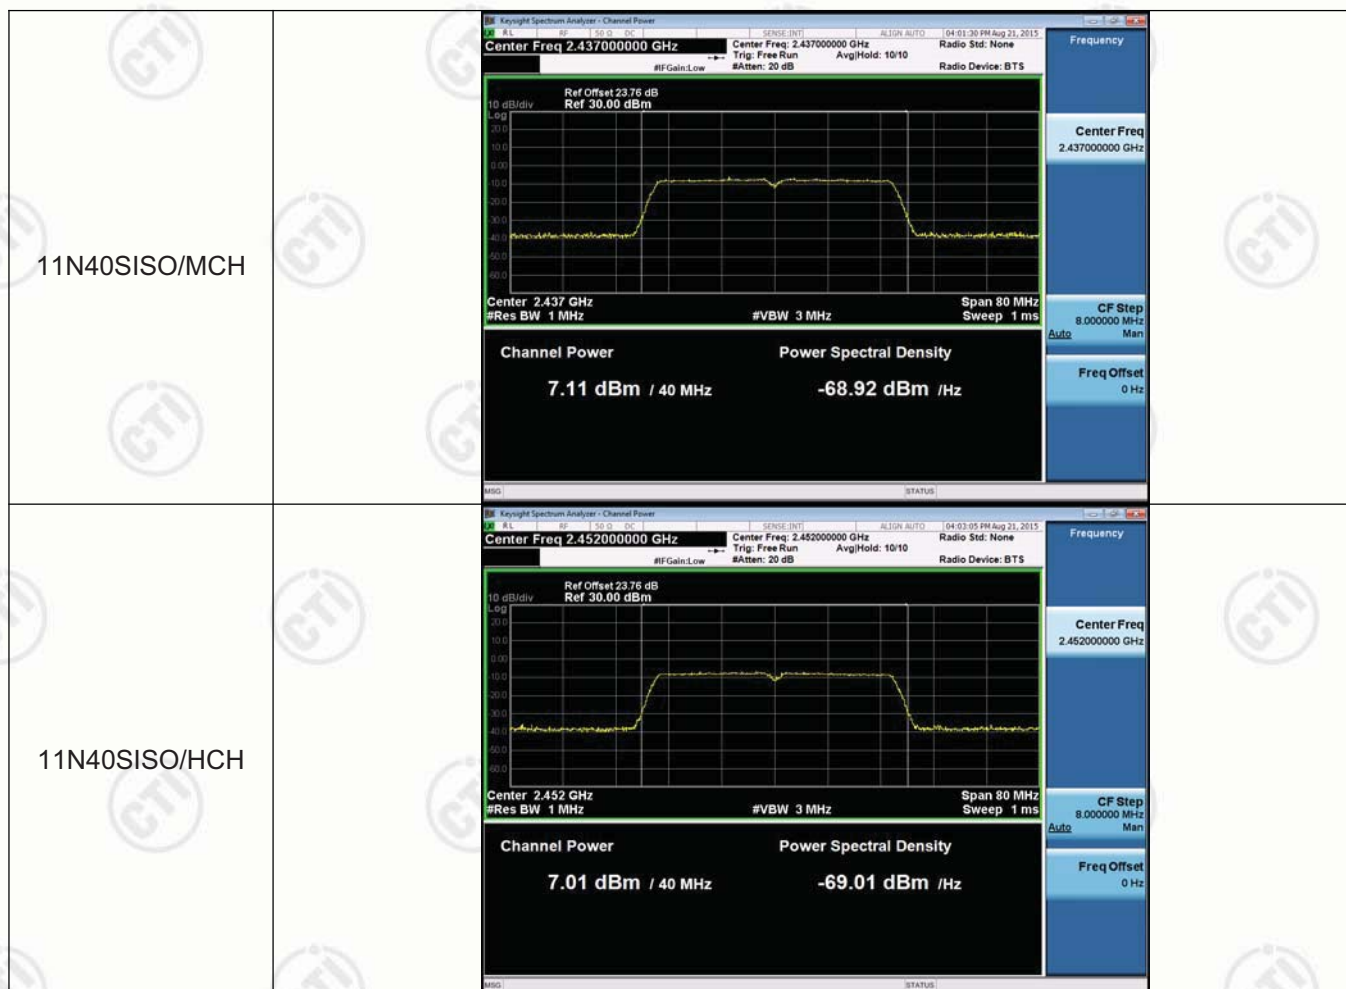 11N40SISO/MCH
Keysight Spectrum Analyzer - Channel Power
RL RF 50 Ω DC SENSE:INT ALIGN AUTO 04:01:30 PM Aug 21, 2015
Center Freq 2.437000000 GHz
Center Freq: 2.437000000 GHz
Radio Std: None
Trig: Free Run Avg|Hold: 10/10
#IFGain:Low
#Atten: 20 dB
Radio Device: BTS
Frequency
Ref Offset 23.76 dB
10 dB/div Ref 30.00 dBm
Log
20.0
10.0
0.00
-10.0
-20.0
-30.0
-40.0
-50.0
-60.0
Center 2.437 GHz Span 80 MHz
#Res BW 1 MHz #VBW 3 MHz Sweep 1 ms
Channel Power Power Spectral Density
7.11 dBm / 40 MHz -68.92 dBm /Hz
Center Freq
2.437000000 GHz
CF Step
8.000000 MHz
Auto Man
Freq Offset
0 Hz
MSG STATUS
11N40SISO/HCH
Keysight Spectrum Analyzer - Channel Power
RL RF 50 Ω DC SENSE:INT ALIGN AUTO 04:03:05 PM Aug 21, 2015
Center Freq 2.452000000 GHz
Center Freq: 2.452000000 GHz
Radio Std: None
Trig: Free Run Avg|Hold: 10/10
#IFGain:Low
#Atten: 20 dB
Radio Device: BTS
Frequency
Ref Offset 23.76 dB
10 dB/div Ref 30.00 dBm
Log
20.0
10.0
0.00
-10.0
-20.0
-30.0
-40.0
-50.0
-60.0
Center 2.452 GHz Span 80 MHz
#Res BW 1 MHz #VBW 3 MHz Sweep 1 ms
Channel Power Power Spectral Density
7.01 dBm / 40 MHz -69.01 dBm /Hz
Center Freq
2.452000000 GHz
CF Step
8.000000 MHz
Auto Man
Freq Offset
0 Hz
MSG STATUS
CTI